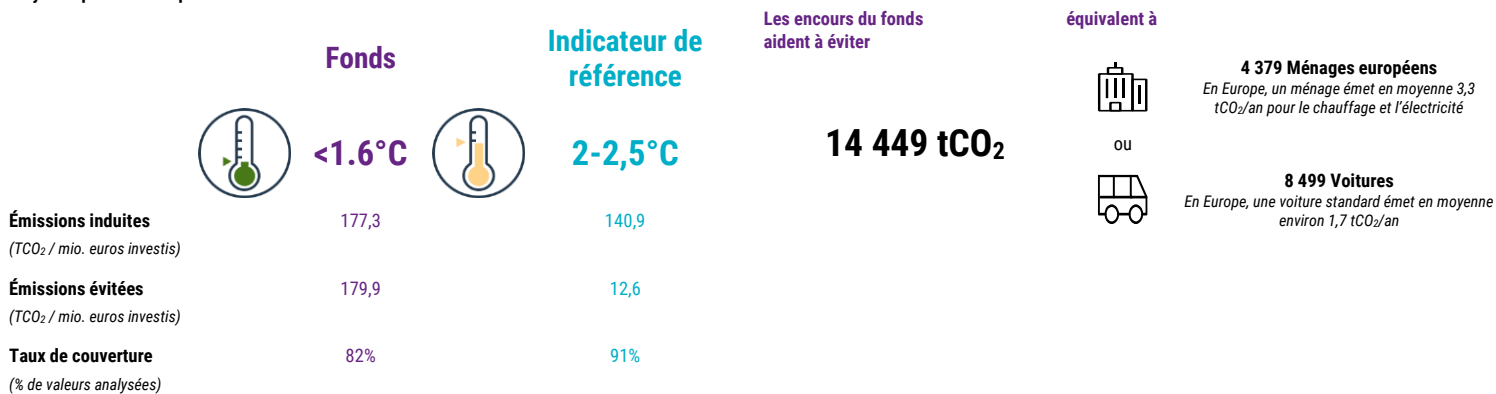 Fonds
Indicateur de
référence
<1.6°C
2-2,5°C
Émissions induites
(TCO₂ / mio. euros investis)
177,3
140,9
Émissions évitées
(TCO₂ / mio. euros investis)
179,9
12,6
Taux de couverture
(% de valeurs analysées)
82%
91%
Les encours du fonds
aident à éviter
14 449 tCO₂
équivalent à
4 379 Ménages européens
En Europe, un ménage émet en moyenne 3,3
tCO₂/an pour le chauffage et l'électricité
ou
8 499 Voitures
En Europe, une voiture standard émet en moyenne
environ 1,7 tCO₂/an